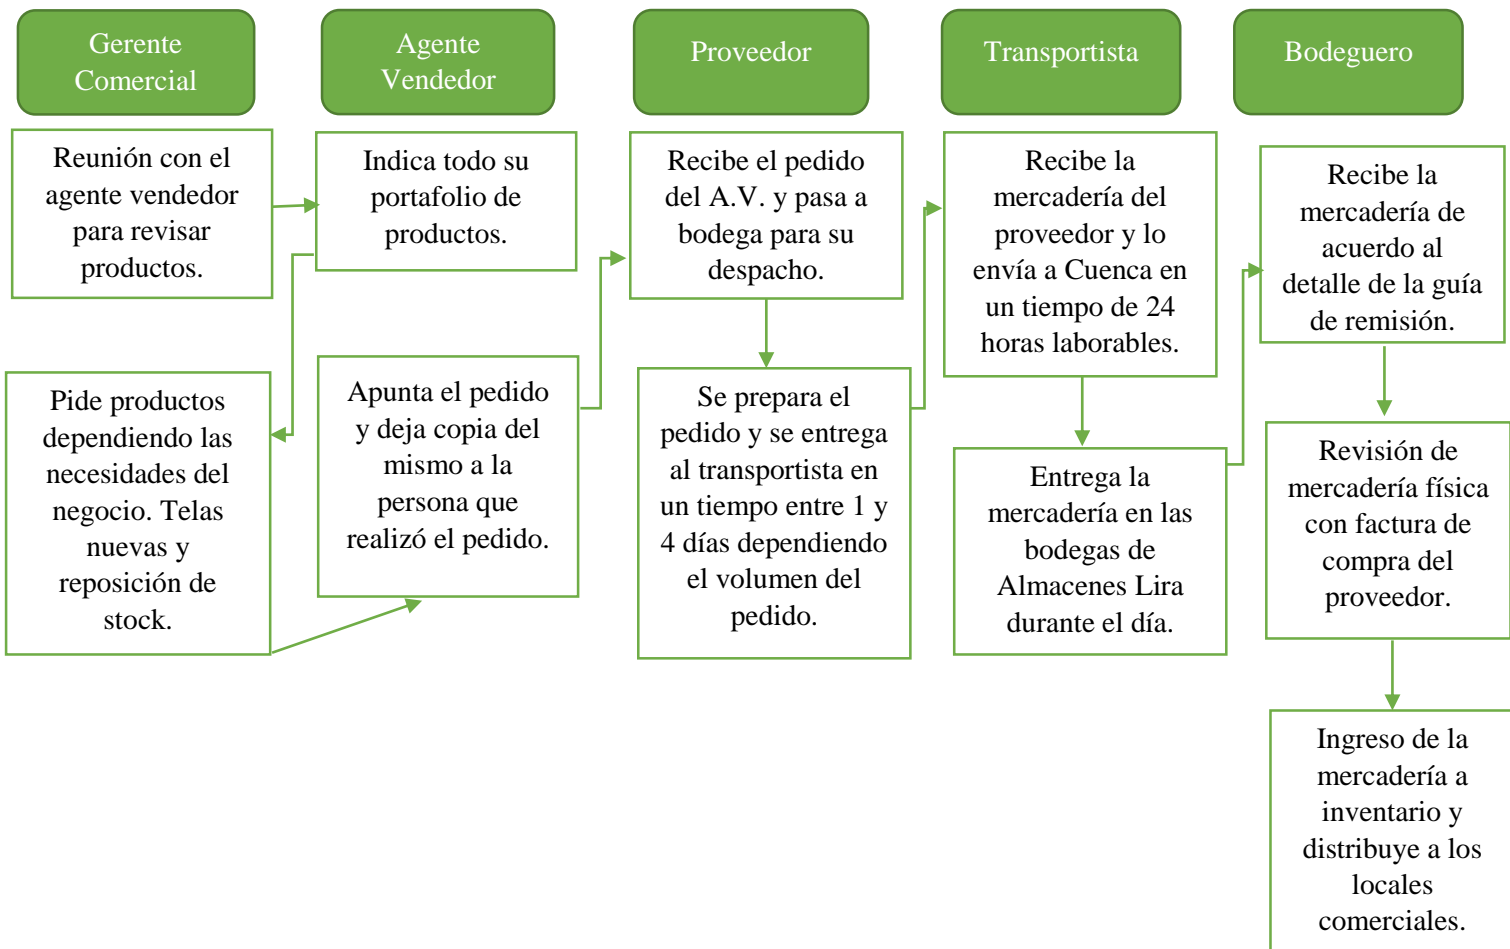 Gerente
Comercial
Agente
Vendedor
Proveedor
Transportista
Bodeguero
Reunión con el
agente vendedor
para revisar
productos.
Indica todo su
portafolio de
productos.
Pide productos
dependiendo las
necesidades del
negocio. Telas
nuevas y
reposición de
stock.
Apunta el pedido
y deja copia del
mismo a la
persona que
realizó el pedido.
Recibe el pedido
del A.V. y pasa a
bodega para su
despacho.
Se prepara el
pedido y se entrega
al transportista en
un tiempo entre 1 y
4 días dependiendo
el volumen del
pedido.
Recibe la
mercadería del
proveedor y lo
envía a Cuenca en
un tiempo de 24
horas laborables.
Entrega la
mercadería en las
bodegas de
Almacenes Lira
durante el día.
Recibe la
mercadería de
acuerdo al
detalle de la guía
de remisión.
Revisión de
mercadería física
con factura de
compra del
proveedor.
Ingreso de la
mercadería a
inventario y
distribuye a los
locales
comerciales.